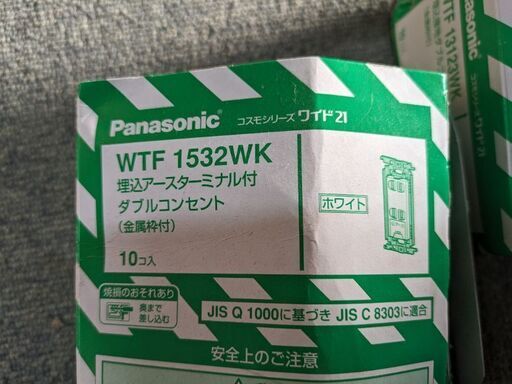 Panasonic コスモシリーズ ワイド21
WTF 1532WK
埋込アースターミナル付
ダブルコンセント
(金属枠付)
ホワイト
10コ入
焼損のおそれあり
奥まで
差し込む
JIS Q 1000に基づき JIS C 8303に適合
安全上のご注意
Panasonic
WTF 13123WK